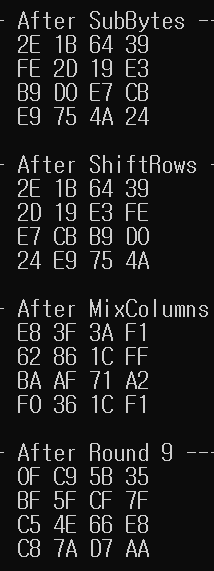 - After SubBytes --
2E 1B 64 39
FE 2D 19 E3
B9 D0 E7 CB
E9 75 4A 24
- After ShiftRows -
2E 1B 64 39
2D 19 E3 FE
E7 CB B9 D0
24 E9 75 4A
- After MixColumns
E8 3F 3A F1
62 86 1C FF
BA AF 71 A2
F0 36 1C F1
- After Round 9 ---
0F C9 5B 35
BF 5F CF 7F
C5 4E 66 E8
C8 7A D7 AA